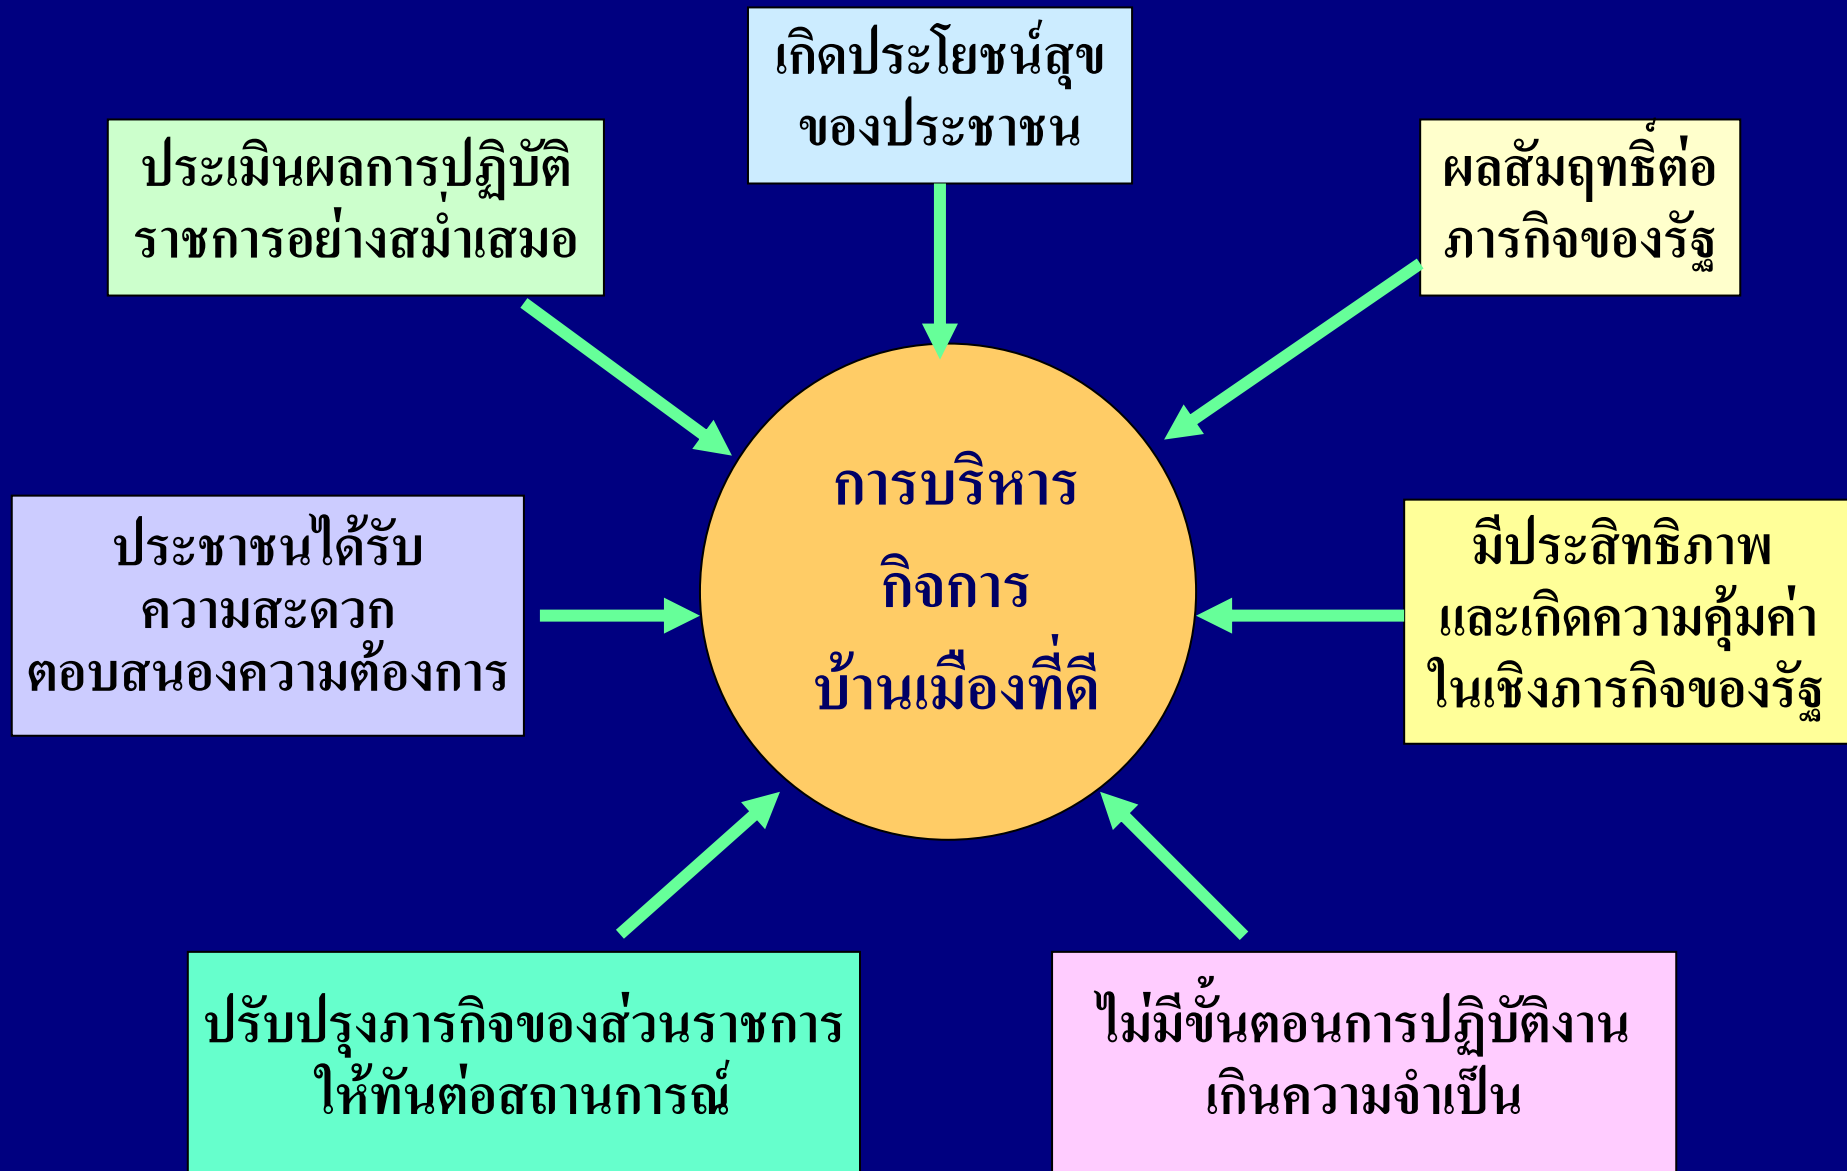 เกิดประโยชน์สุข
ของประชาชน
ประเมินผลการปฏิบัติ
ราชการอย่างสม่ำเสมอ
ผลสัมฤทธิ์ต่อ
ภารกิจของรัฐ
การบริหาร
กิจการ
บ้านเมืองที่ดี
ประชาชนได้รับ
ความสะดวก
ตอบสนองความต้องการ
มีประสิทธิภาพ
และเกิดความคุ้มค่า
ในเชิงภารกิจของรัฐ
ปรับปรุงภารกิจของส่วนราชการ
ให้ทันต่อสถานการณ์
ไม่มีขั้นตอนการปฏิบัติงาน
เกินความจำเป็น